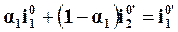 α₁i₁⁰ + (1 − α₁)i₂⁰′ = i₁⁰′